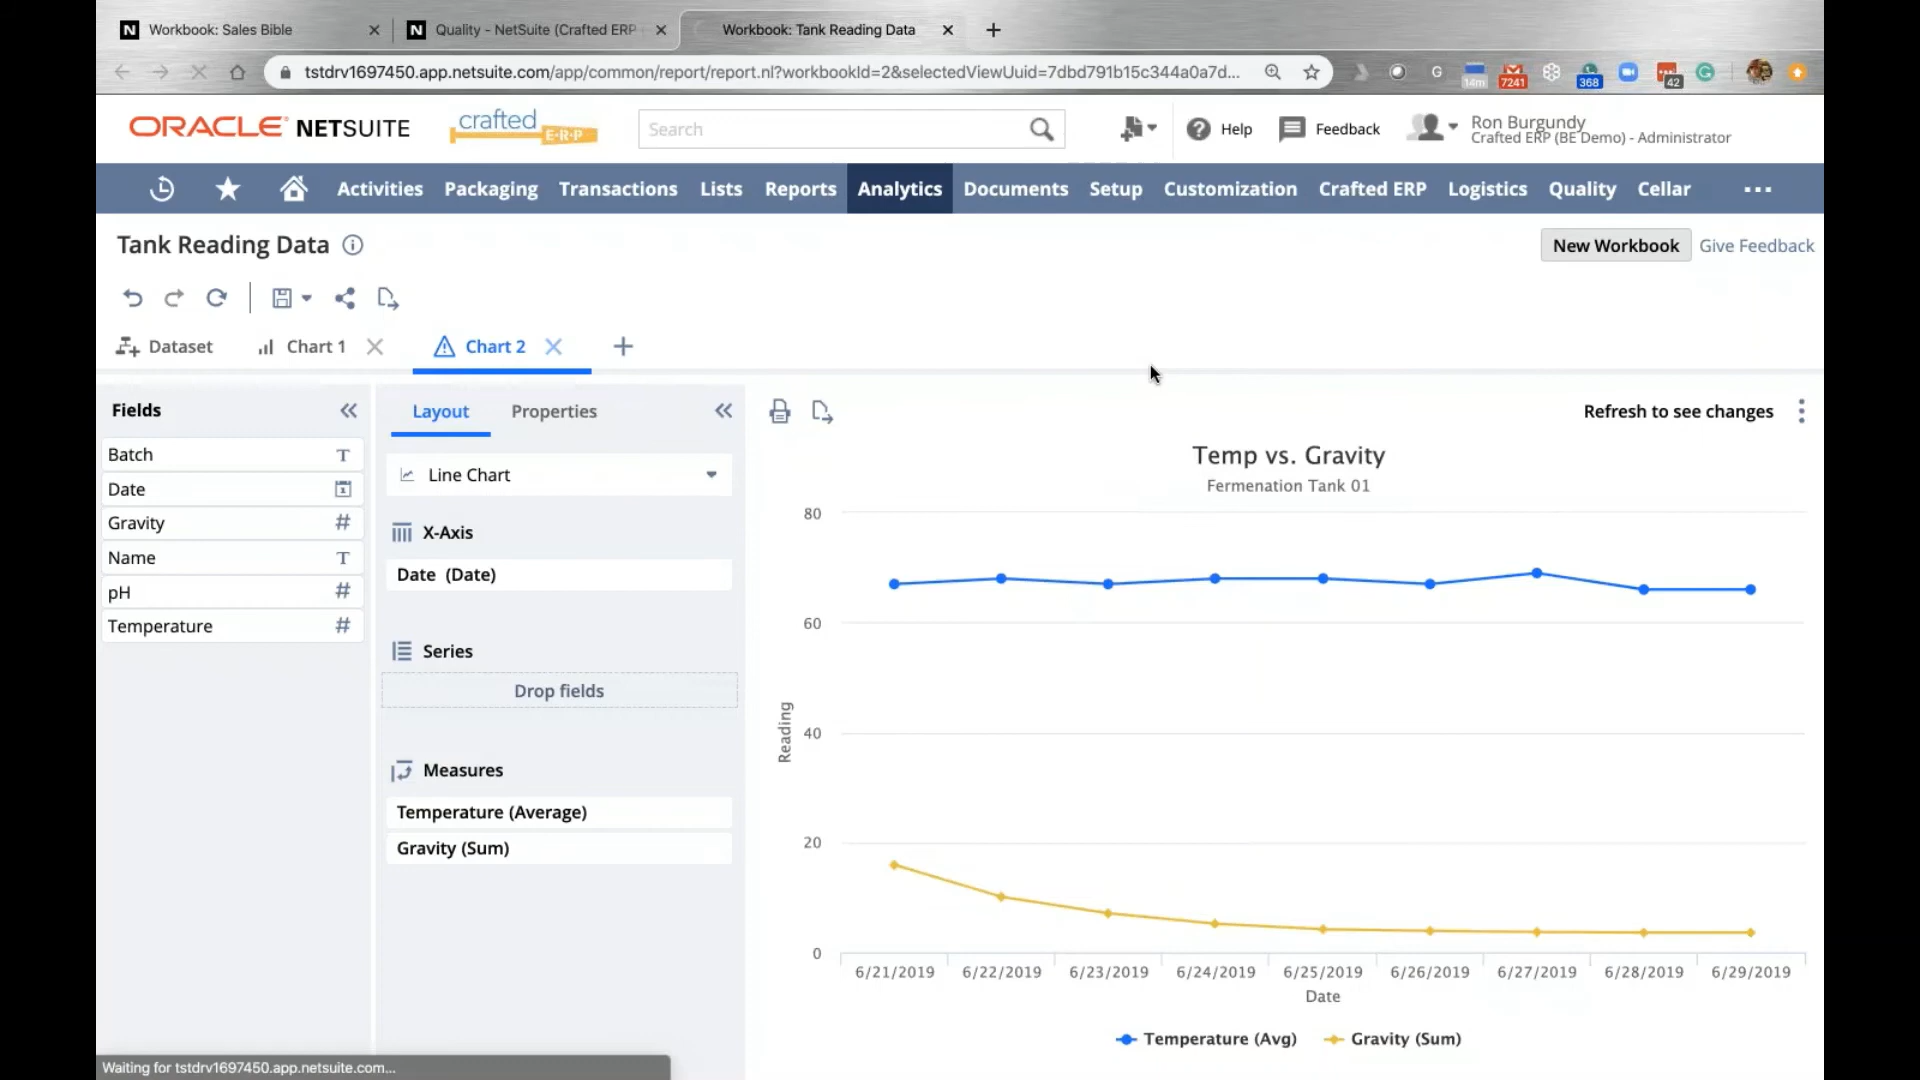 Workbook: Sales Bible
Quality - NetSuite (Crafted ERP
Workbook: Tank Reading Data
tstdrv1697450.app.netsuite.com/app/common/report/report.nl?workbookId=2&selectedViewUuid=7dbd791b15c344a0a7d...
G
14m
7241
368
42
ORACLE NETSUITE
crafted
E·R·P
Search
Help
Feedback
Ron Burgundy
Crafted ERP (BE Demo) - Administrator
Activities
Packaging
Transactions
Lists
Reports
Analytics
Documents
Setup
Customization
Crafted ERP
Logistics
Quality
Cellar
Tank Reading Data
New Workbook
Give Feedback
Dataset
Chart 1
Chart 2
Fields
Batch
Date
Gravity
Name
pH
Temperature
Layout
Properties
Line Chart
X-Axis
Date (Date)
Series
Drop fields
Measures
Temperature (Average)
Gravity (Sum)
Refresh to see changes
Temp vs. Gravity
Fermenation Tank 01
80
60
40
20
0
Reading
6/21/2019
6/22/2019
6/23/2019
6/24/2019
6/25/2019
6/26/2019
6/27/2019
6/28/2019
6/29/2019
Date
Temperature (Avg)
Gravity (Sum)
Waiting for tstdrv1697450.app.netsuite.com...